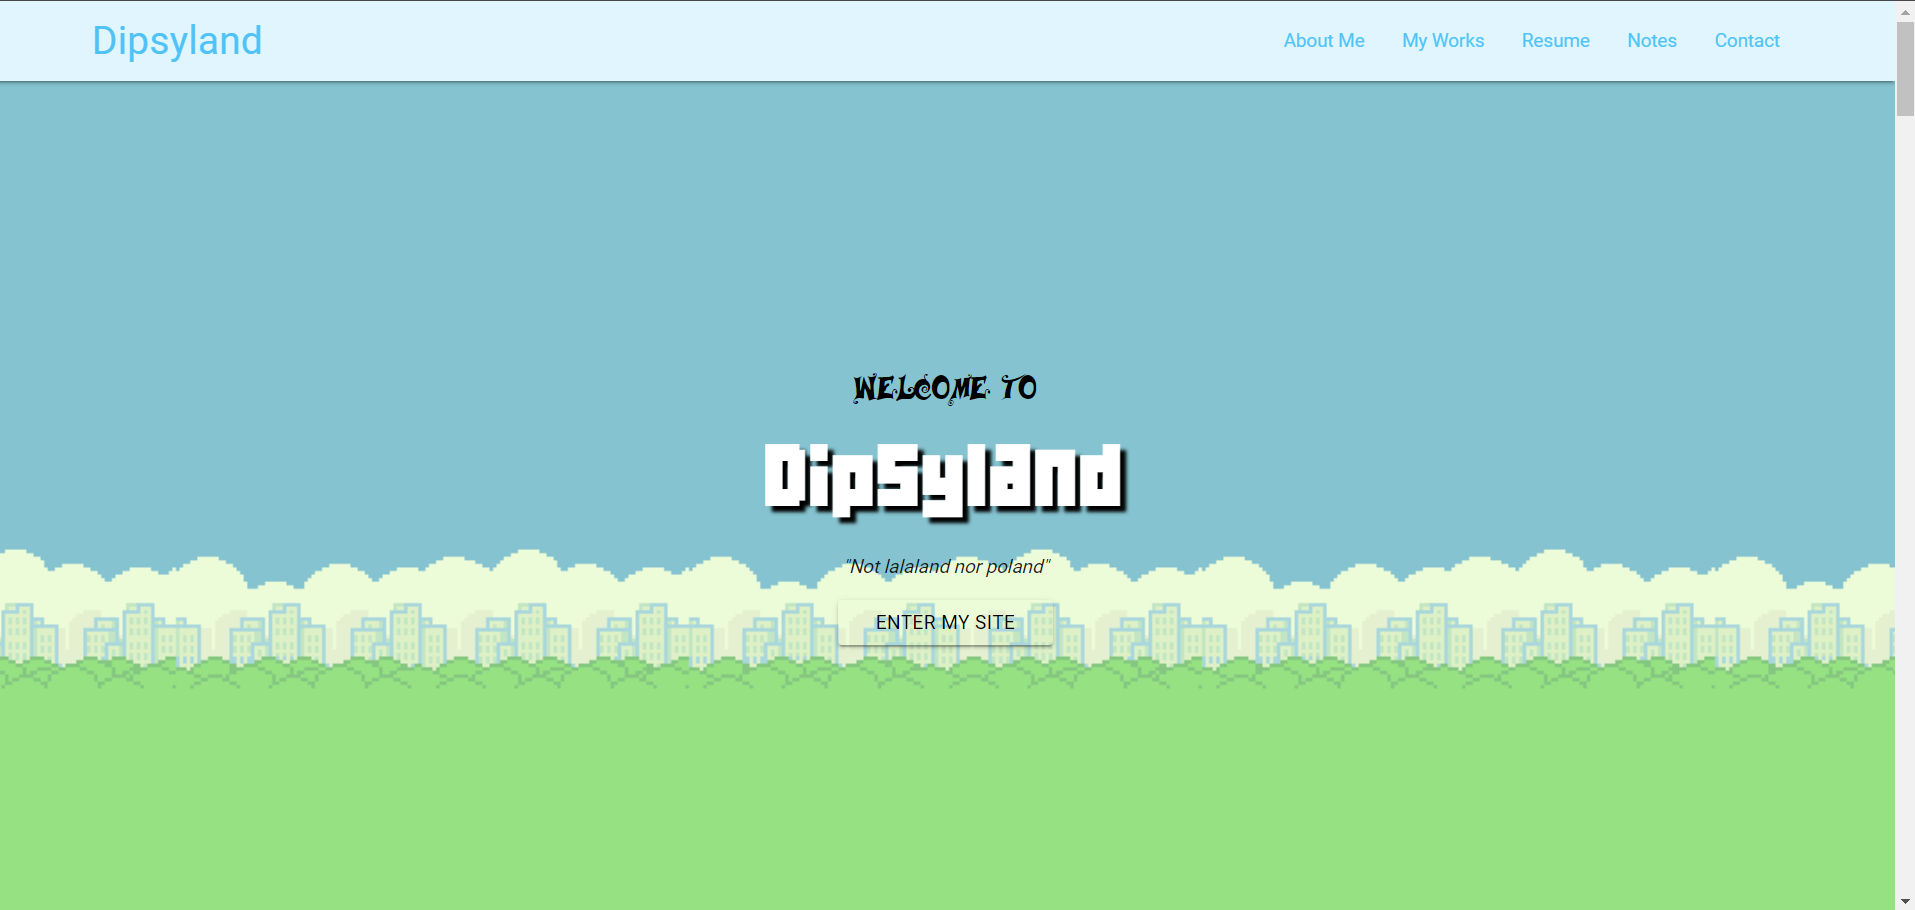 Dipsyland About Me My Works Resume Notes Contact
WELCOME TO
Dipsyland
"Not lalaland nor poland"
ENTER MY SITE